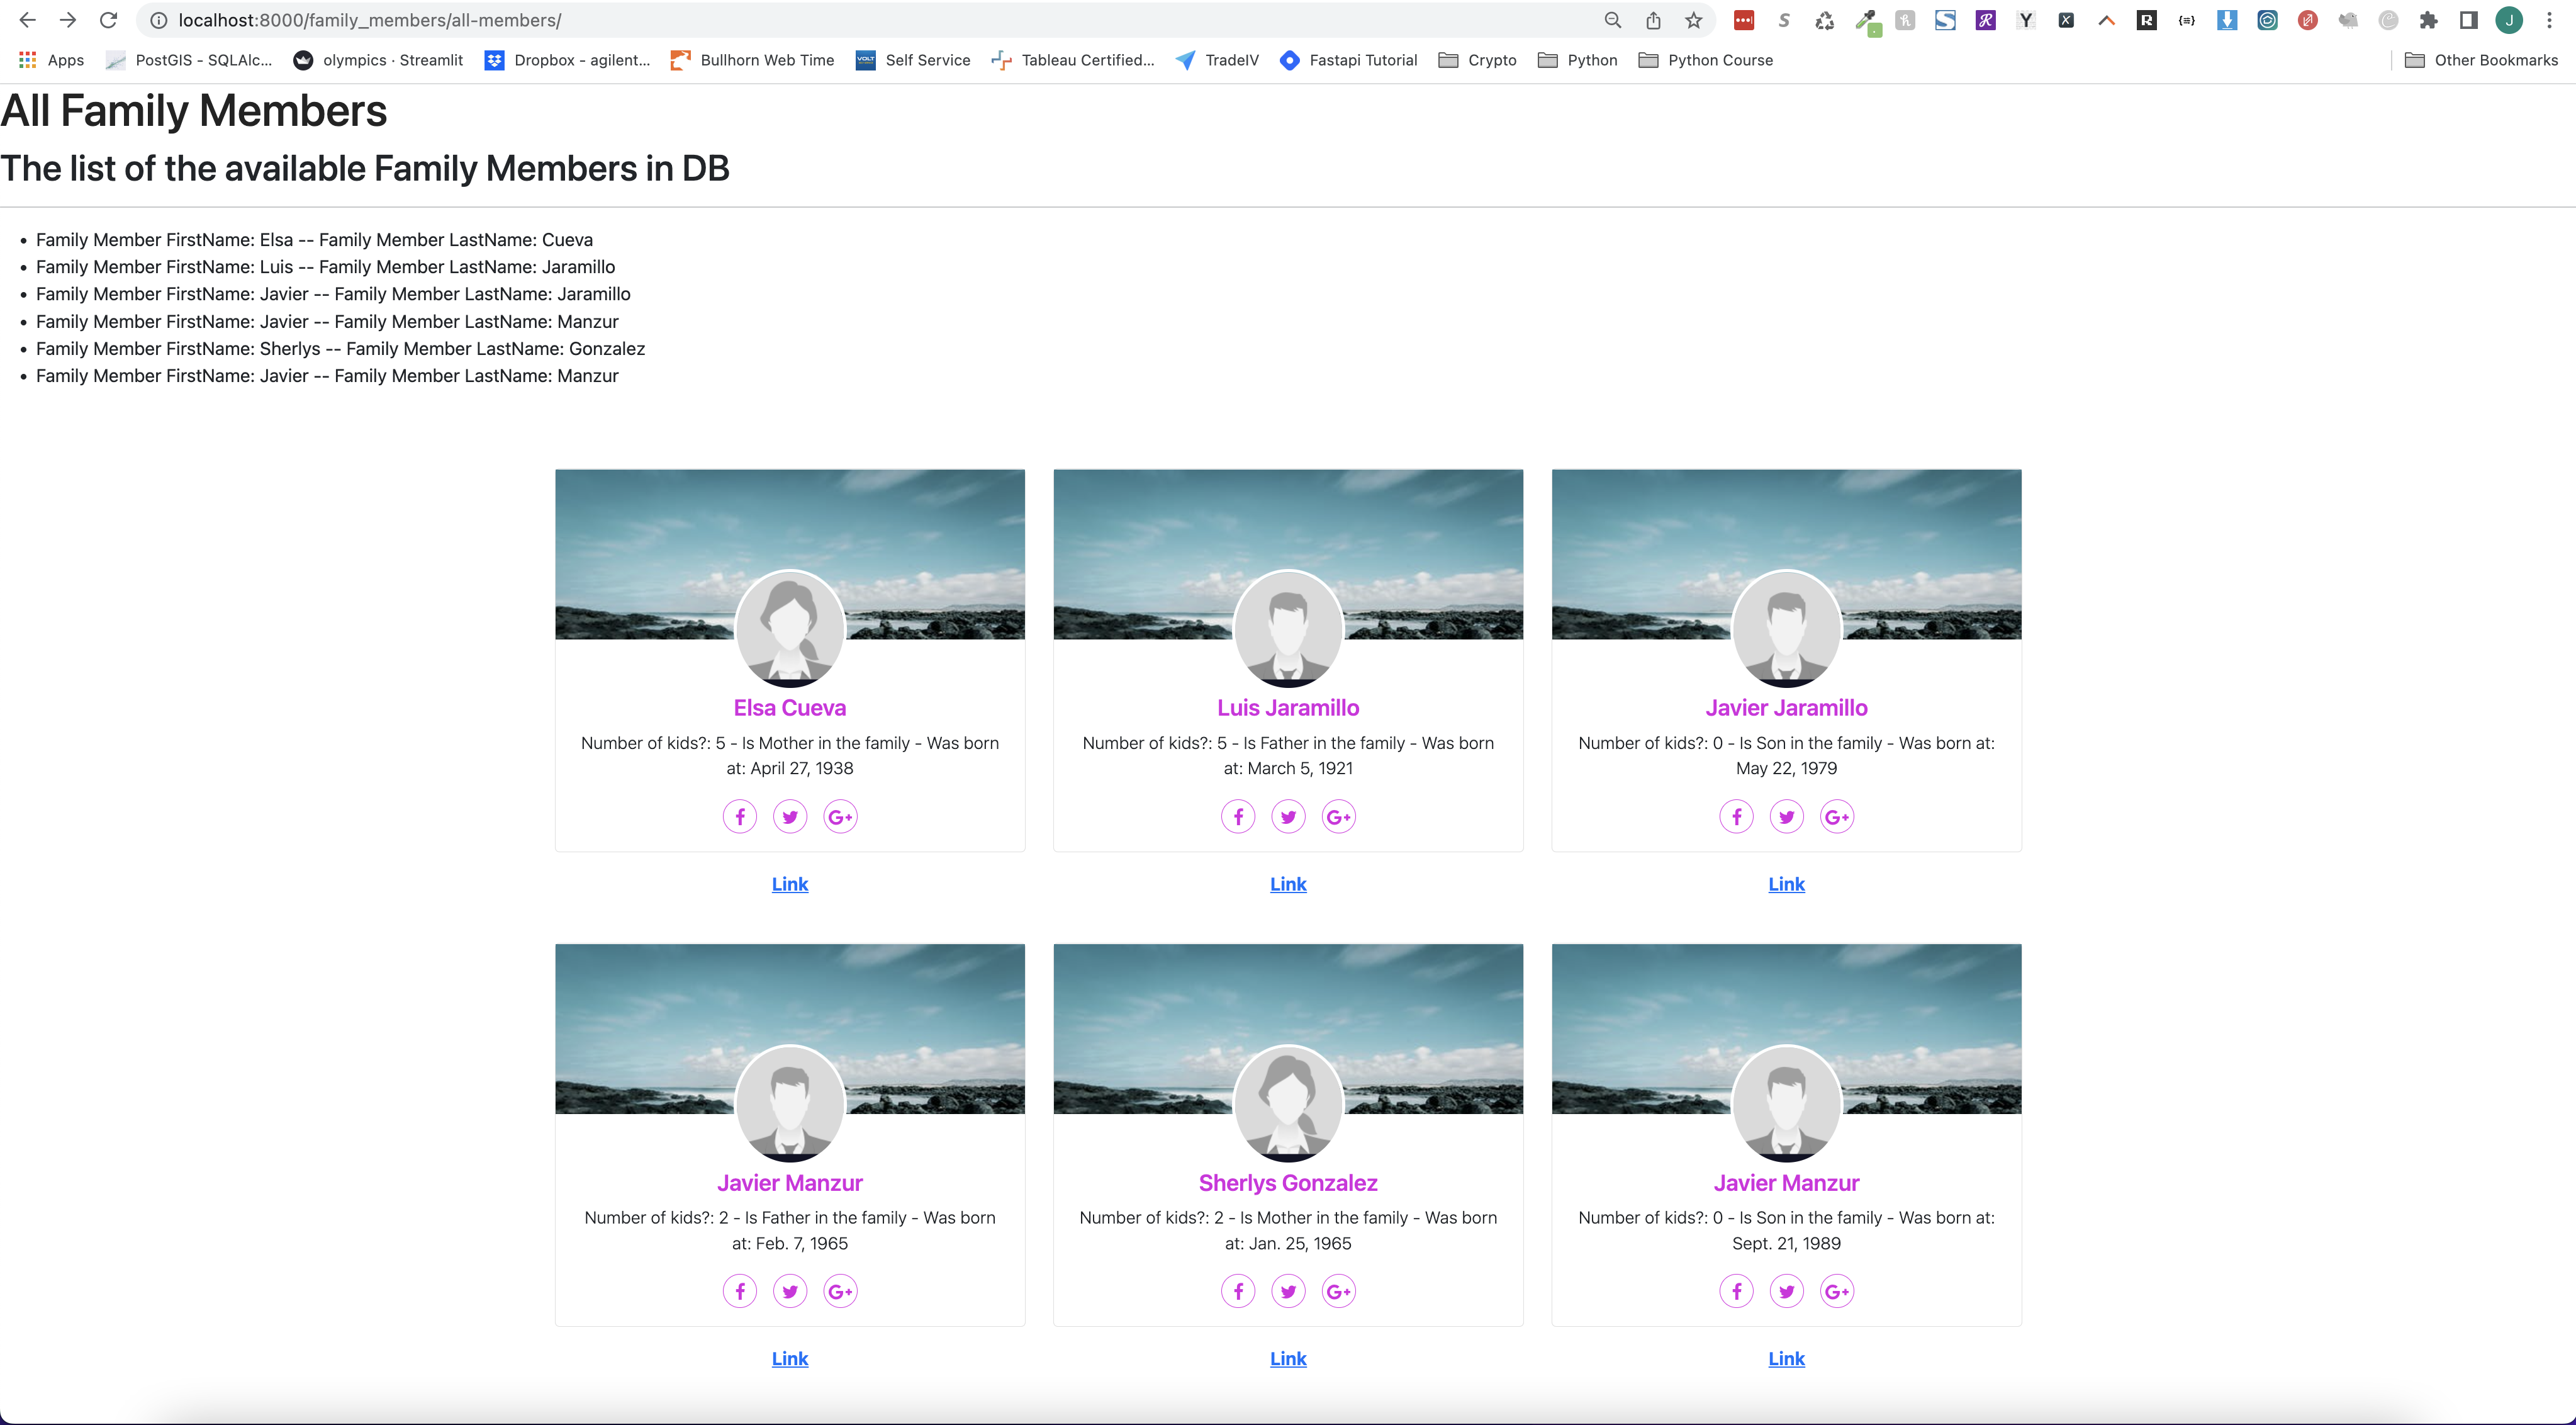 localhost:8000/family_members/all-members/
Apps PostGIS - SQLAlc... olympics · Streamlit Dropbox - agilent... Bullhorn Web Time VOLT Self Service Tableau Certified... TradeIV Fastapi Tutorial Crypto Python Python Course Other Bookmarks
All Family Members
The list of the available Family Members in DB
• Family Member FirstName: Elsa -- Family Member LastName: Cueva
• Family Member FirstName: Luis -- Family Member LastName: Jaramillo
• Family Member FirstName: Javier -- Family Member LastName: Jaramillo
• Family Member FirstName: Javier -- Family Member LastName: Manzur
• Family Member FirstName: Sherlys -- Family Member LastName: Gonzalez
• Family Member FirstName: Javier -- Family Member LastName: Manzur
Elsa Cueva
Number of kids?: 5 - Is Mother in the family - Was born
at: April 27, 1938
Link
Luis Jaramillo
Number of kids?: 5 - Is Father in the family - Was born
at: March 5, 1921
Link
Javier Jaramillo
Number of kids?: 0 - Is Son in the family - Was born at:
May 22, 1979
Link
Javier Manzur
Number of kids?: 2 - Is Father in the family - Was born
at: Feb. 7, 1965
Link
Sherlys Gonzalez
Number of kids?: 2 - Is Mother in the family - Was born
at: Jan. 25, 1965
Link
Javier Manzur
Number of kids?: 0 - Is Son in the family - Was born at:
Sept. 21, 1989
Link